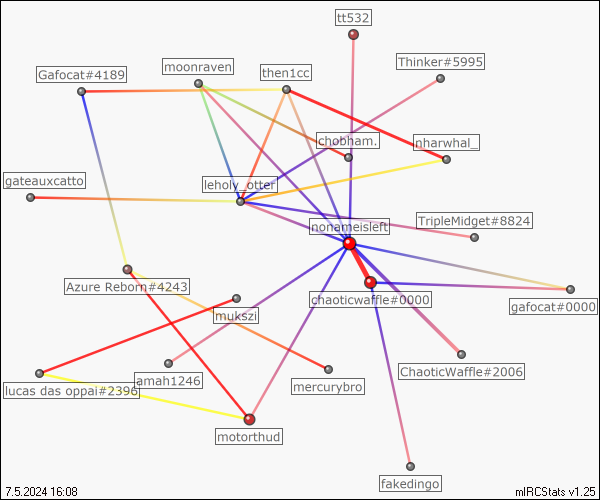 tt532
Thinker#5995
moonraven
then1cc
Gafocat#4189
chobham.
nharwhal_
gateauxcatto
leholy_otter
TripleMidget#8824
nonameisleft
Azure Reborn#4243
chaoticwaffle#0000
gafocat#0000
mukszi
ChaoticWaffle#2006
amah1246
mercurybro
lucas das oppai#2396
motorthud
fakedingo
7.5.2024 16:08
mIRCStats v1.25